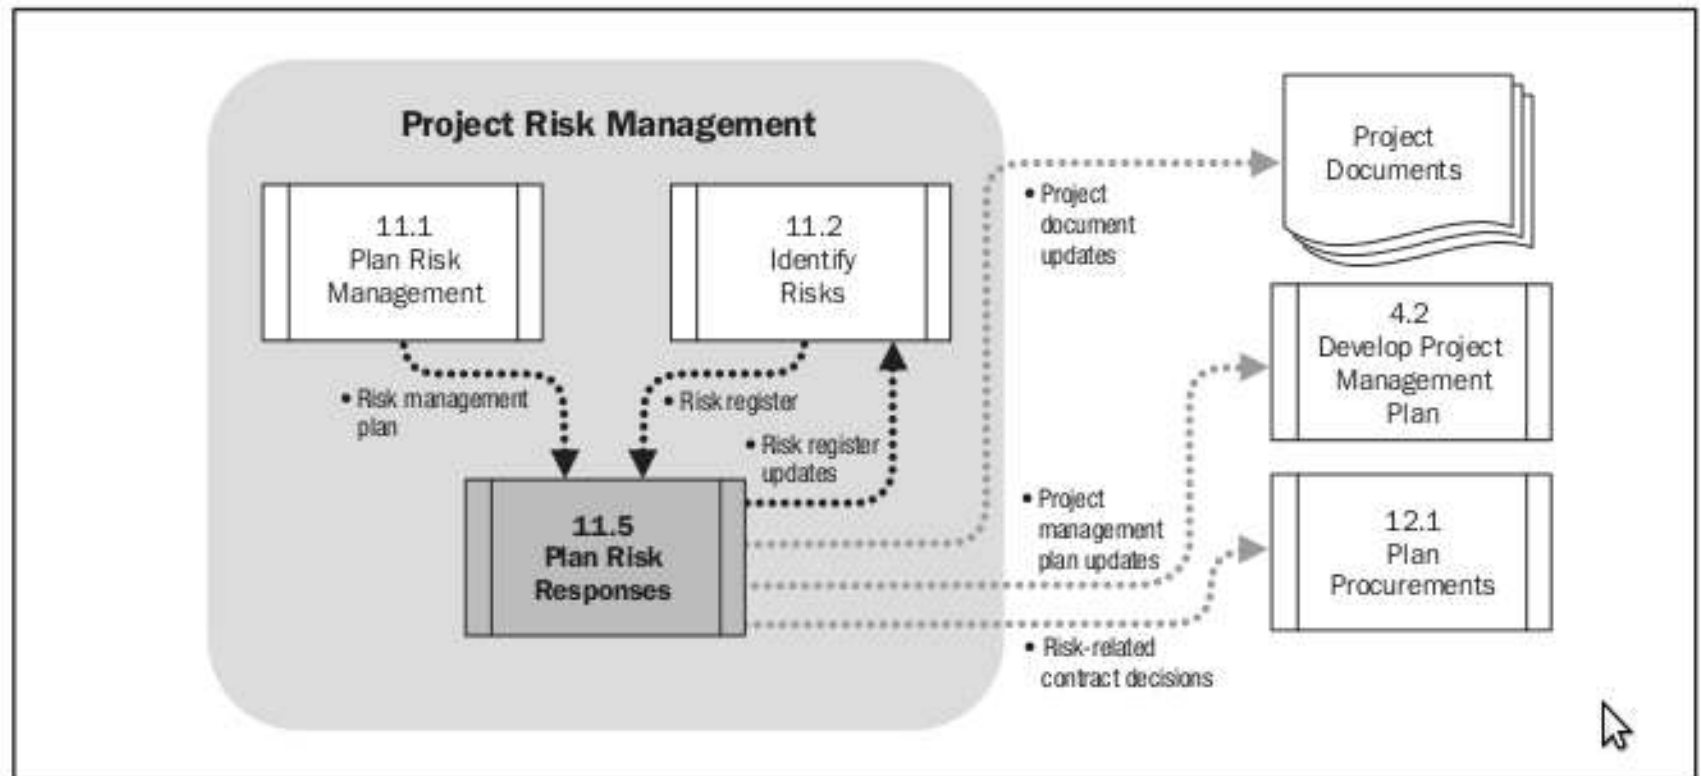 Project Risk Management
11.1
Plan Risk
Management
11.2
Identify
Risks
• Risk management
plan
• Risk register
• Risk register
updates
11.5
Plan Risk
Responses
• Project
document
updates
• Project
management
plan updates
• Risk-related
contract decisions
Project
Documents
4.2
Develop Project
Management
Plan
12.1
Plan
Procurements